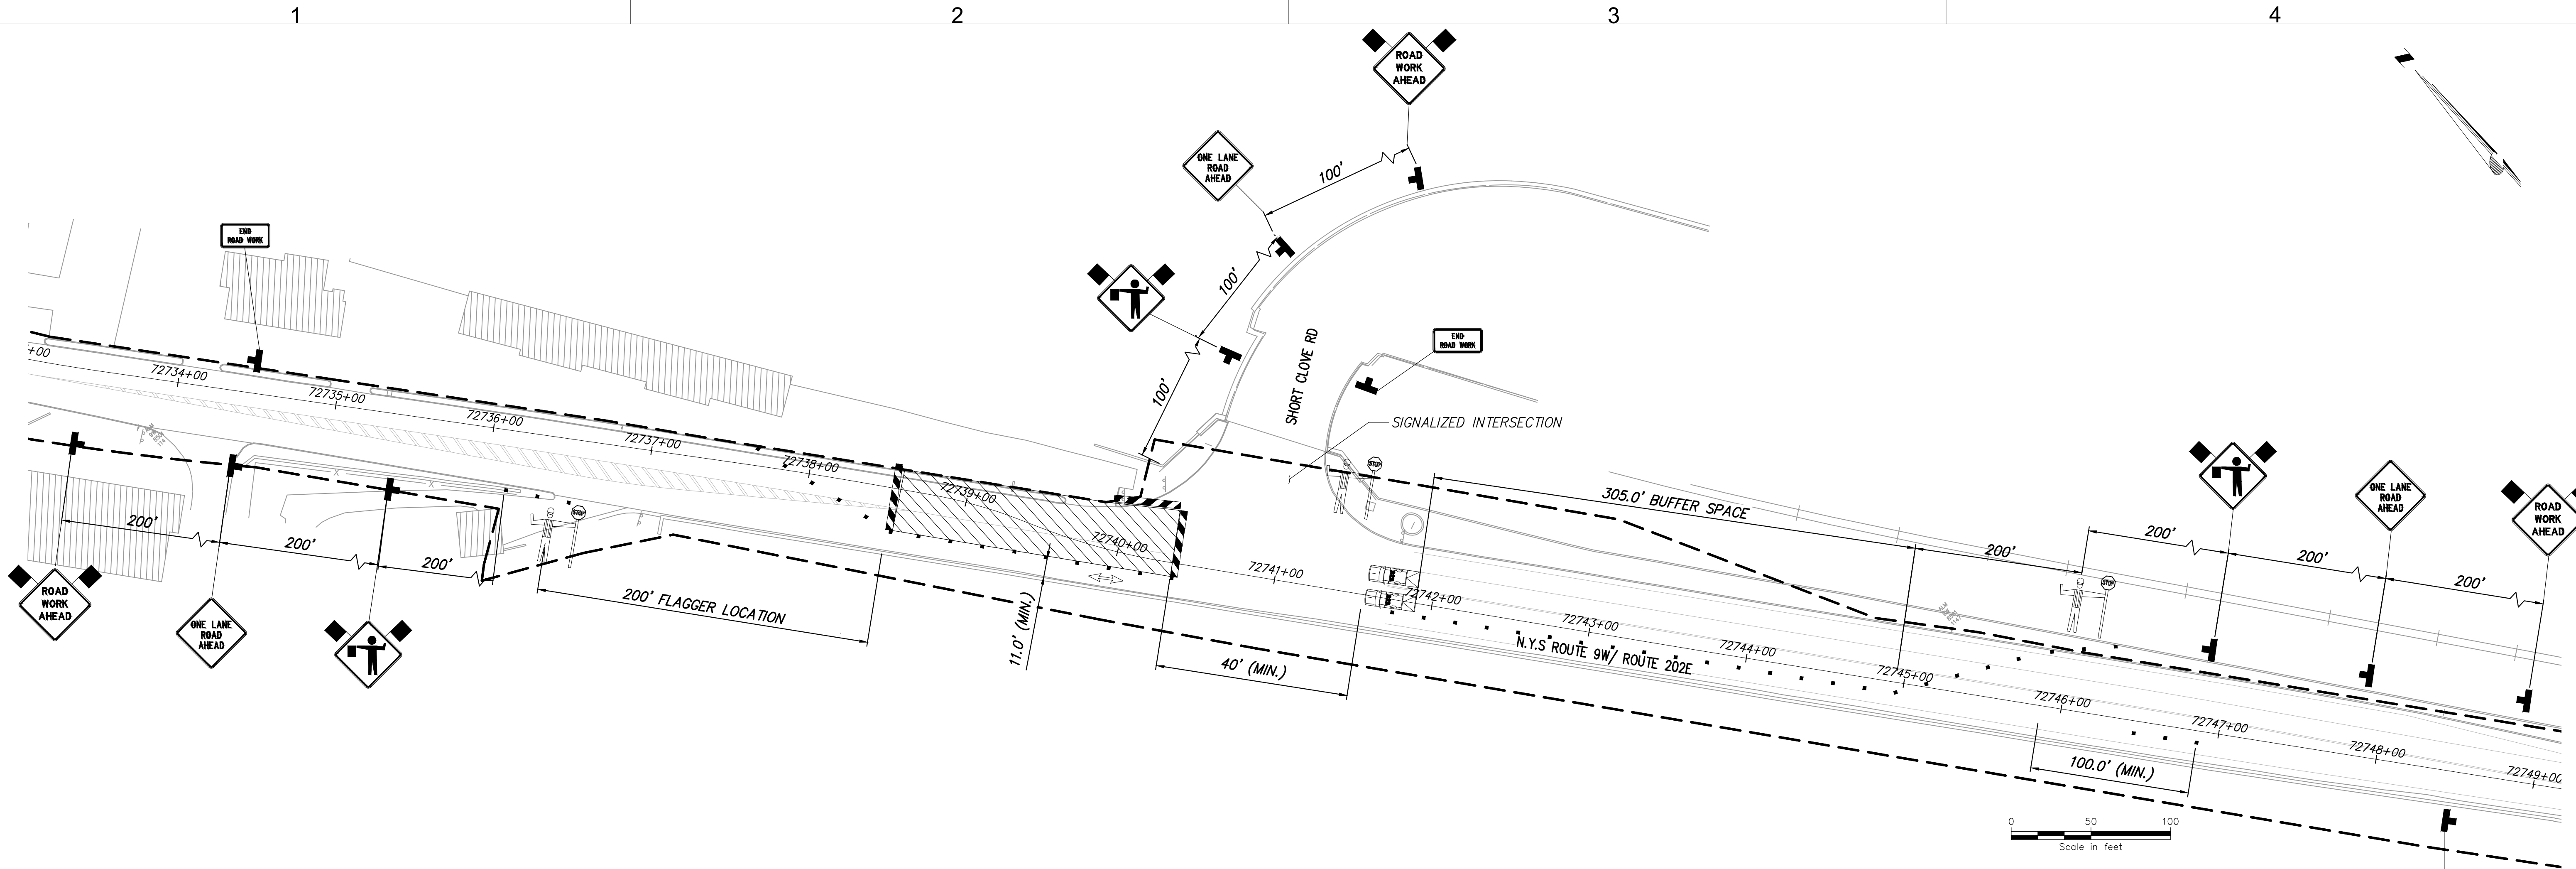 1
2
3
4
ROAD
WORK
AHEAD
ONE LANE
ROAD
AHEAD
100'
100'
100'
END
ROAD WORK
END
ROAD WORK
SHORT CLOVE RD
SIGNALIZED INTERSECTION
+00
72734+00
72735+00
72736+00
72737+00
72738+00
72739+00
72740+00
72741+00
72742+00
72743+00
72744+00
72745+00
72746+00
72747+00
72748+00
72749+00
STOP
STOP
STOP
305.0' BUFFER SPACE
200'
200'
200'
200'
ONE LANE
ROAD
AHEAD
ROAD
WORK
AHEAD
X
X
200'
200'
200'
200' FLAGGER LOCATION
11.0' (MIN.)
40' (MIN.)
N.Y.S ROUTE 9W/ ROUTE 202E
100.0' (MIN.)
ROAD
WORK
AHEAD
ONE LANE
ROAD
AHEAD
0 50 100
Scale in feet